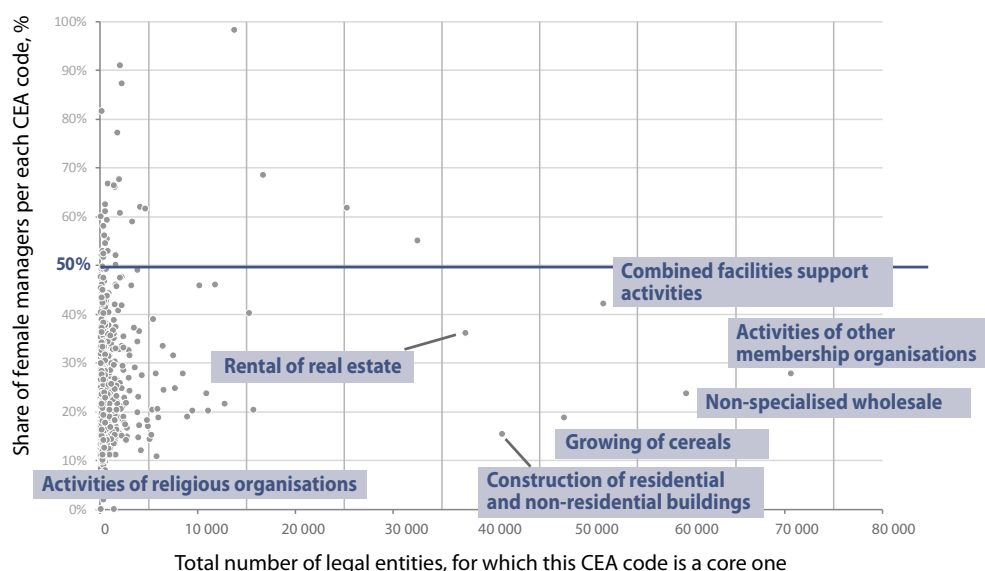 Share of female managers per each CEA code, %
100%
90%
80%
70%
60%
50%
40%
30%
20%
10%
0%
Combined facilities support
activities
Activities of other
membership organisations
Rental of real estate
Non-specialised wholesale
Growing of cereals
Activities of religious organisations
Construction of residential
and non-residential buildings
0
10 000
20 000
30 000
40 000
50 000
60 000
70 000
80 000
Total number of legal entities, for which this CEA code is a core one